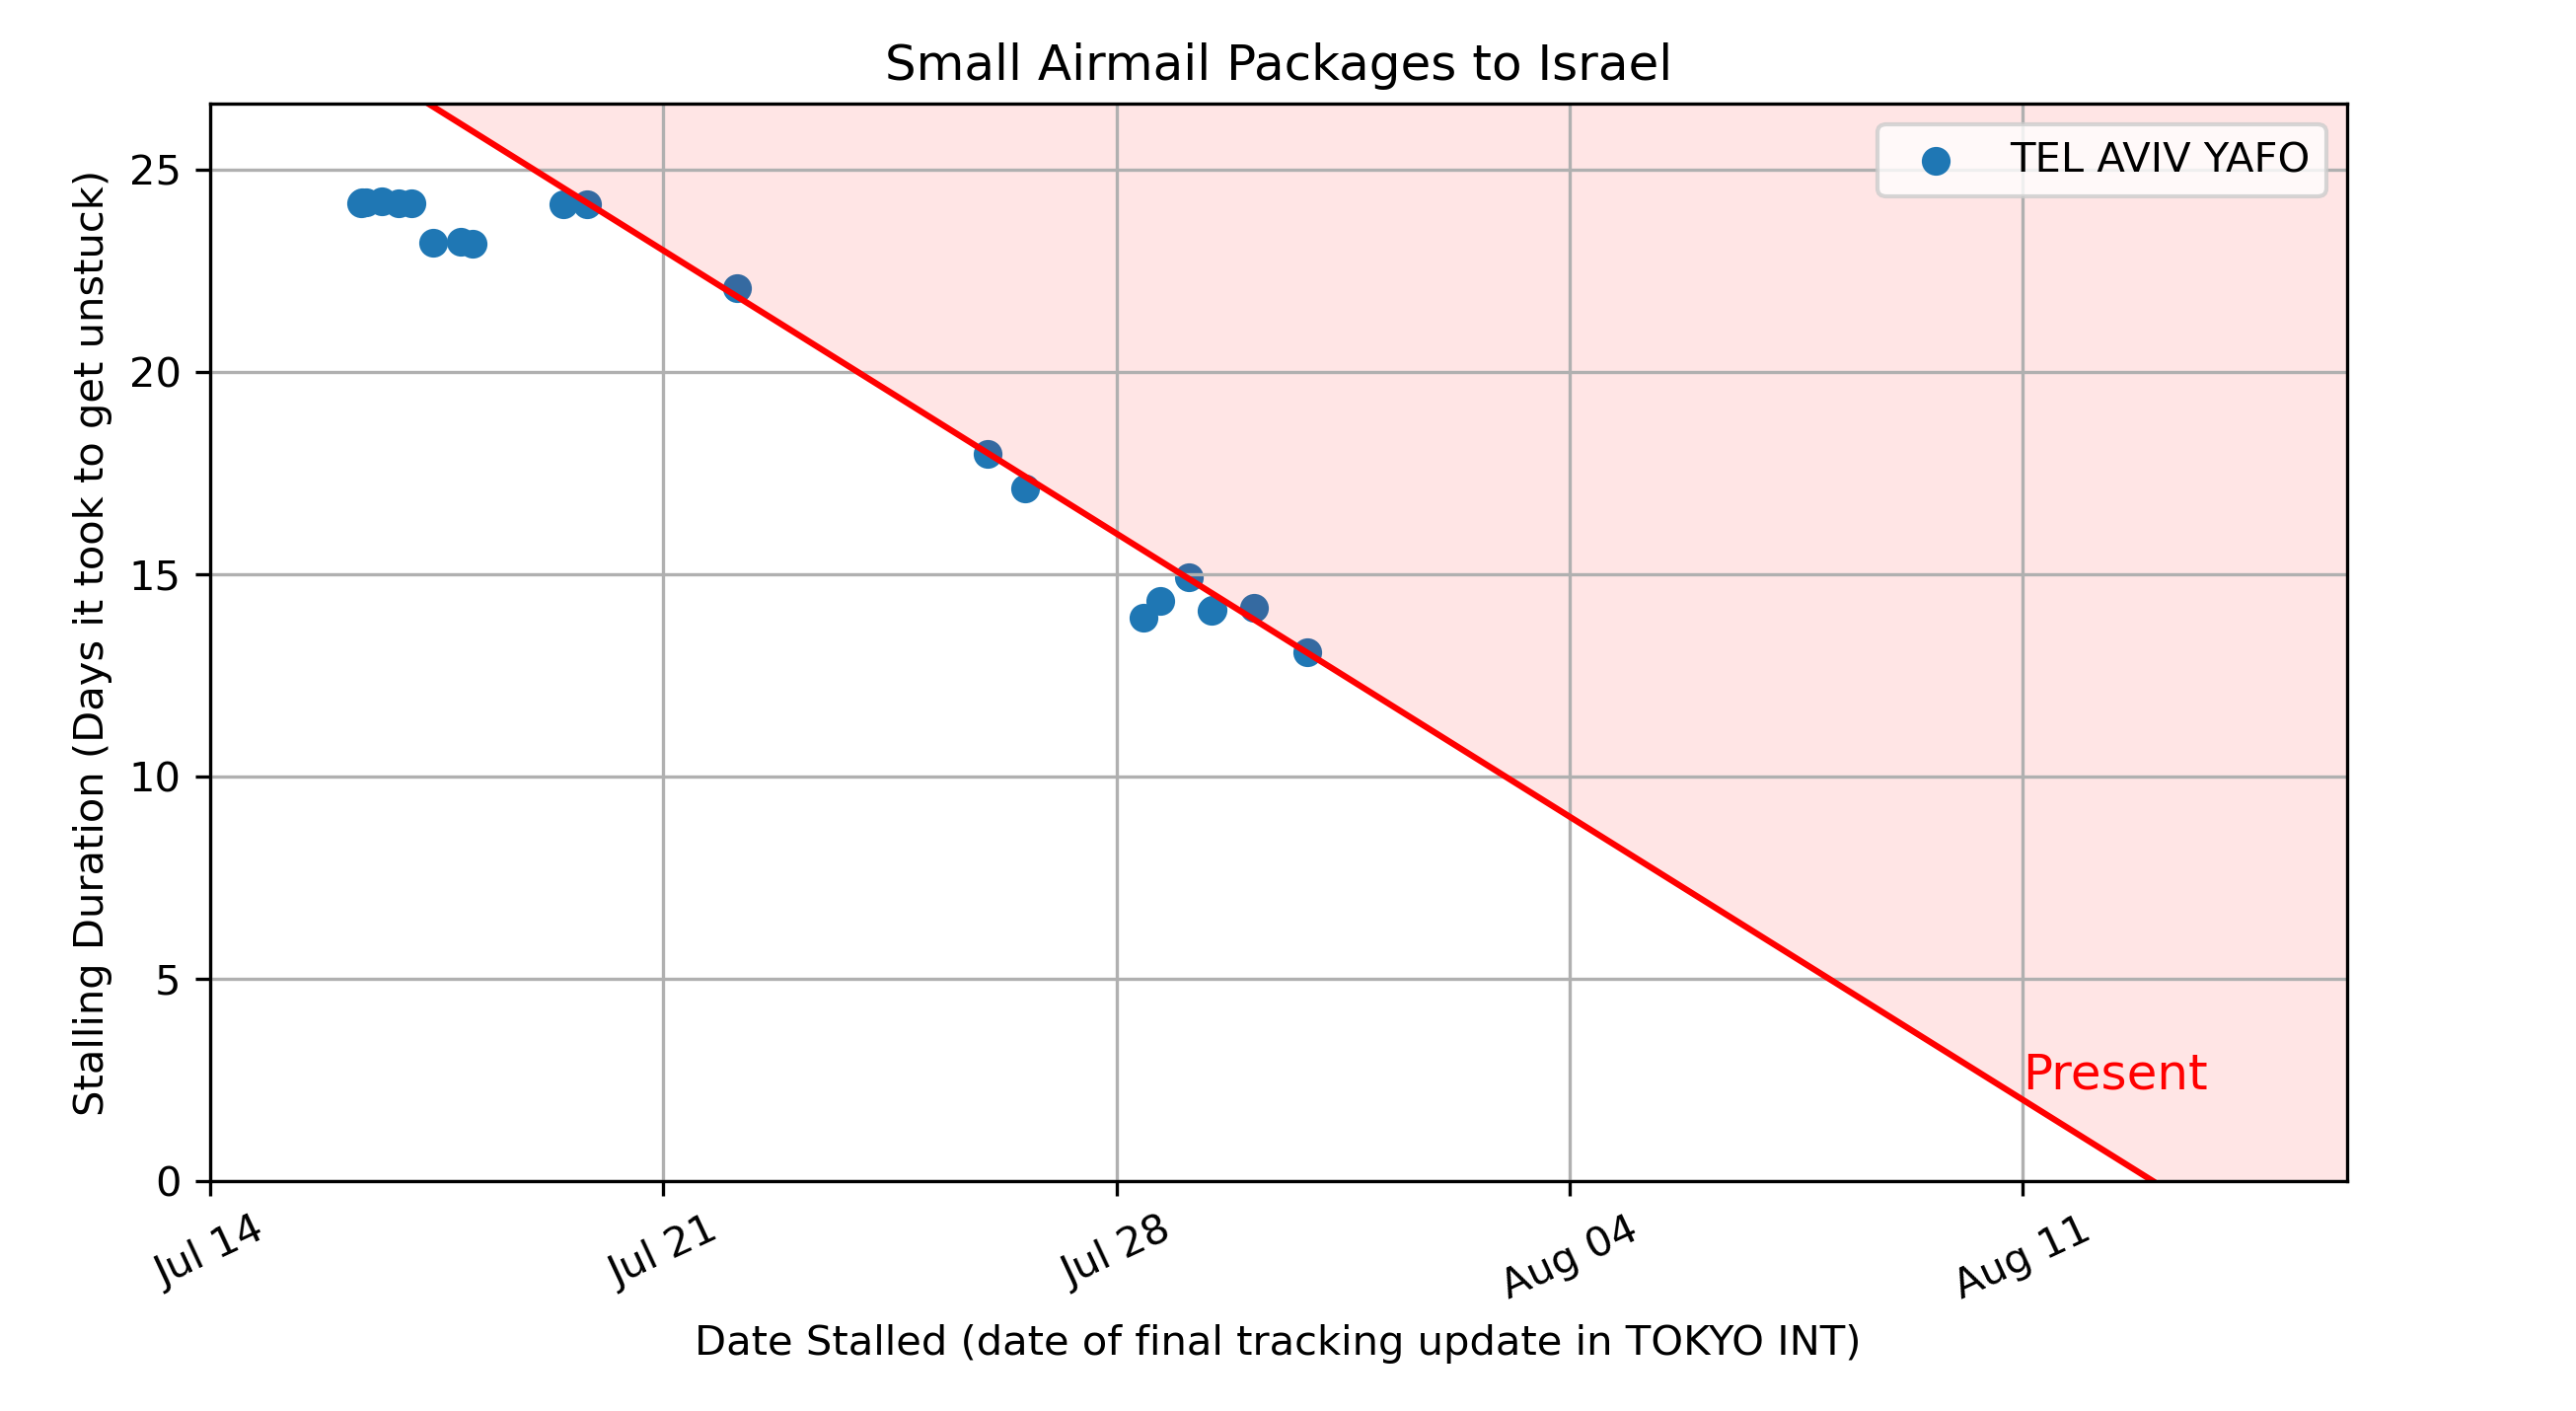 Small Airmail Packages to Israel
TEL AVIV YAFO
Stalling Duration (Days it took to get unstuck)
25
20
15
10
5
0
Present
Jul 14
Jul 21
Jul 28
Aug 04
Aug 11
Date Stalled (date of final tracking update in TOKYO INT)